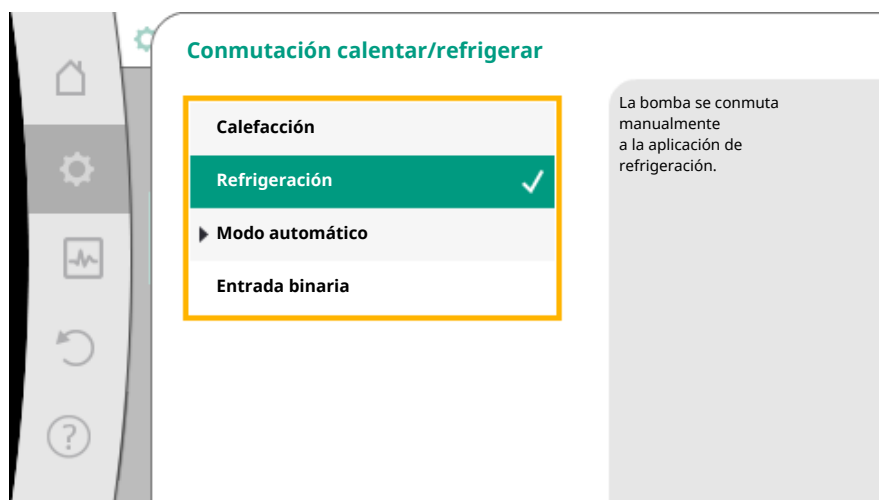 Conmutación calentar/refrigerar
Calefacción
Refrigeración
Modo automático
Entrada binaria
La bomba se conmuta
manualmente
a la aplicación de
refrigeración.
?